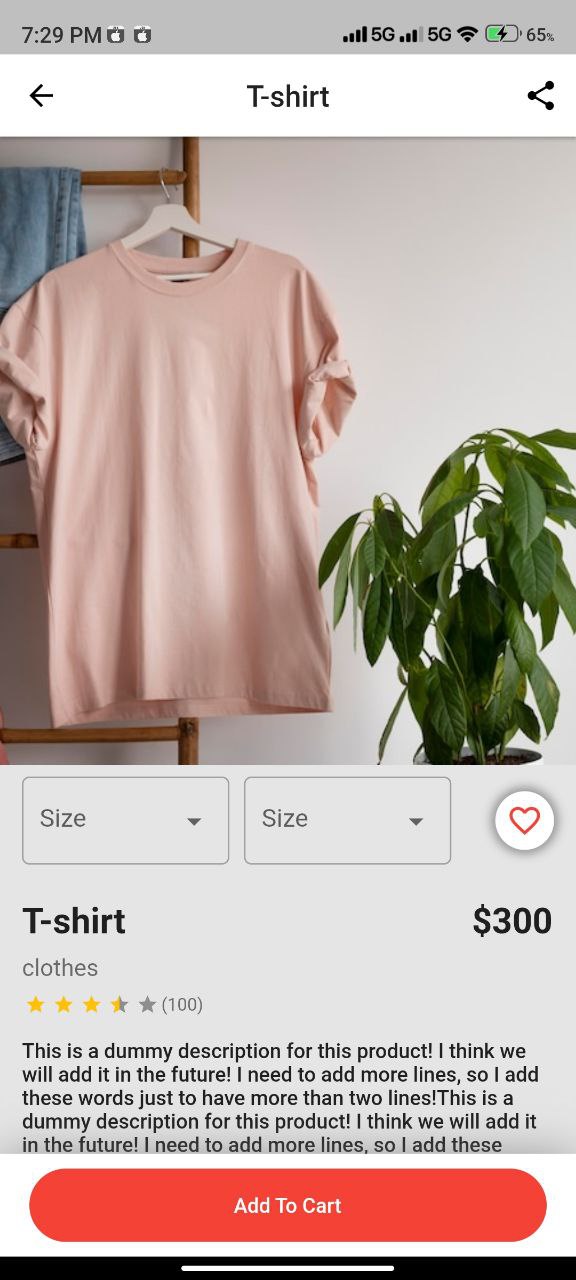 7:29 PM 5G 5G 65%
T-shirt
Size Size
T-shirt $300
clothes
(100)
This is a dummy description for this product! I think we
will add it in the future! I need to add more lines, so I add
these words just to have more than two lines!This is a
dummy description for this product! I think we will add it
in the future! I need to add more lines, so I add these
Add To Cart